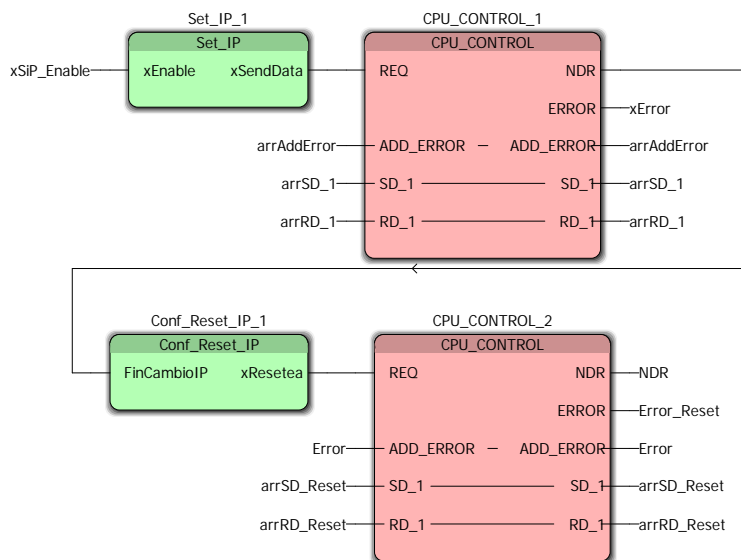 Set_IP_1 CPU_CONTROL_1
Set_IP CPU_CONTROL
xSiP_Enable xEnable xSendData REQ NDR
ERROR xError
arrAddError ADD_ERROR ADD_ERROR arrAddError
arrSD_1 SD_1 SD_1 arrSD_1
arrRD_1 RD_1 RD_1 arrRD_1
Conf_Reset_IP_1 CPU_CONTROL_2
Conf_Reset_IP CPU_CONTROL
FinCambioIP xResetea REQ NDR NDR
ERROR Error_Reset
Error ADD_ERROR ADD_ERROR Error
arrSD_Reset SD_1 SD_1 arrSD_Reset
arrRD_Reset RD_1 RD_1 arrRD_Reset